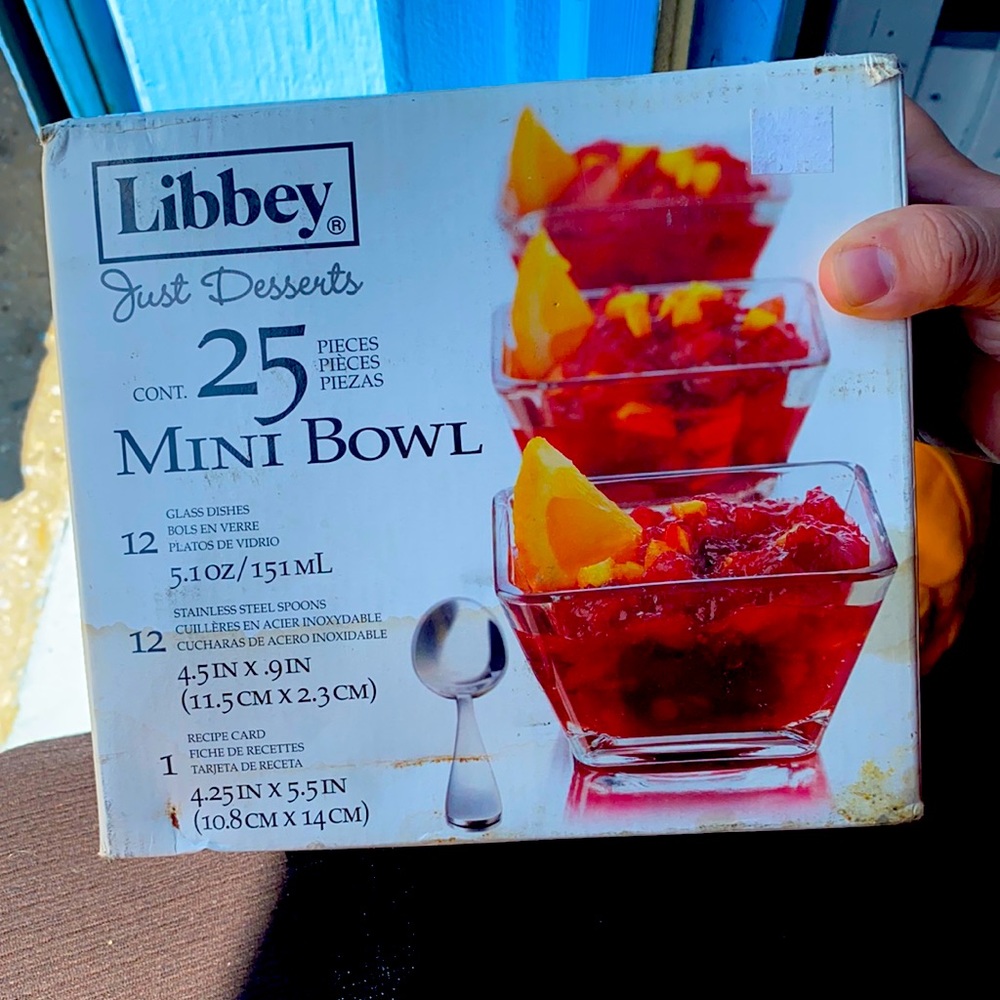 Libbey®
Just Desserts
CONT. 25 PIECES
PIÈCES
PIEZAS
MINI BOWL
12 GLASS DISHES
BOLS EN VERRE
PLATOS DE VIDRIO
5.1 OZ/151 ML
12 STAINLESS STEEL SPOONS
CUILLÈRES EN ACIER INOXYDABLE
CUCHARAS DE ACERO INOXIDABLE
4.5 IN X .9 IN
(11.5 CM X 2.3 CM)
1 RECIPE CARD
FICHE DE RECETTES
TARJETA DE RECETA
4.25 IN X 5.5 IN
(10.8 CM X 14 CM)